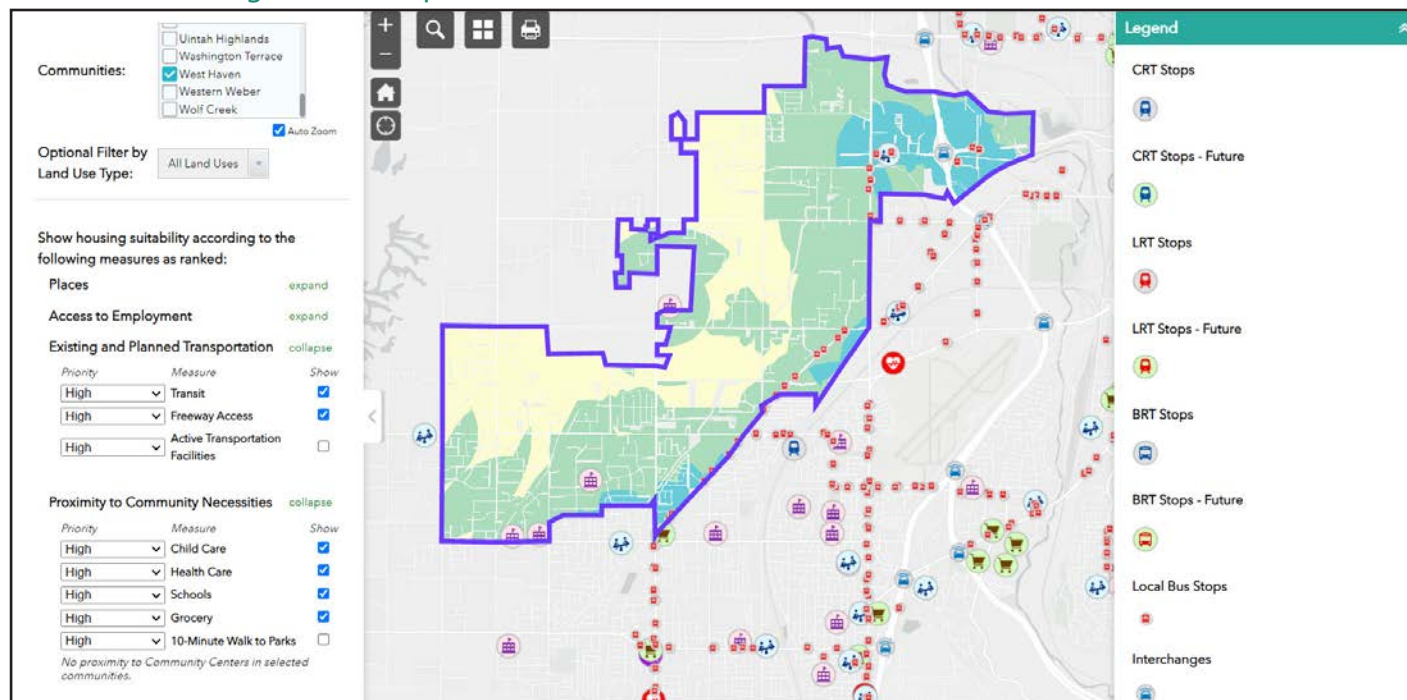 Communities:
Uintah Highlands
Washington Terrace
West Haven
Western Weber
Wolf Creek
Auto Zoom
Optional Filter by
Land Use Type:
All Land Uses
Show housing suitability according to the
following measures as ranked:
Places expand
Access to Employment expand
Existing and Planned Transportation collapse
Priority Measure Show
High Transit
High Freeway Access
High Active Transportation
Facilities
Proximity to Community Necessities collapse
Priority Measure Show
High Child Care
High Health Care
High Schools
High Grocery
High 10-Minute Walk to Parks
No proximity to Community Centers in selected
communities.
Legend
CRT Stops
CRT Stops - Future
LRT Stops
LRT Stops - Future
BRT Stops
BRT Stops - Future
Local Bus Stops
Interchanges